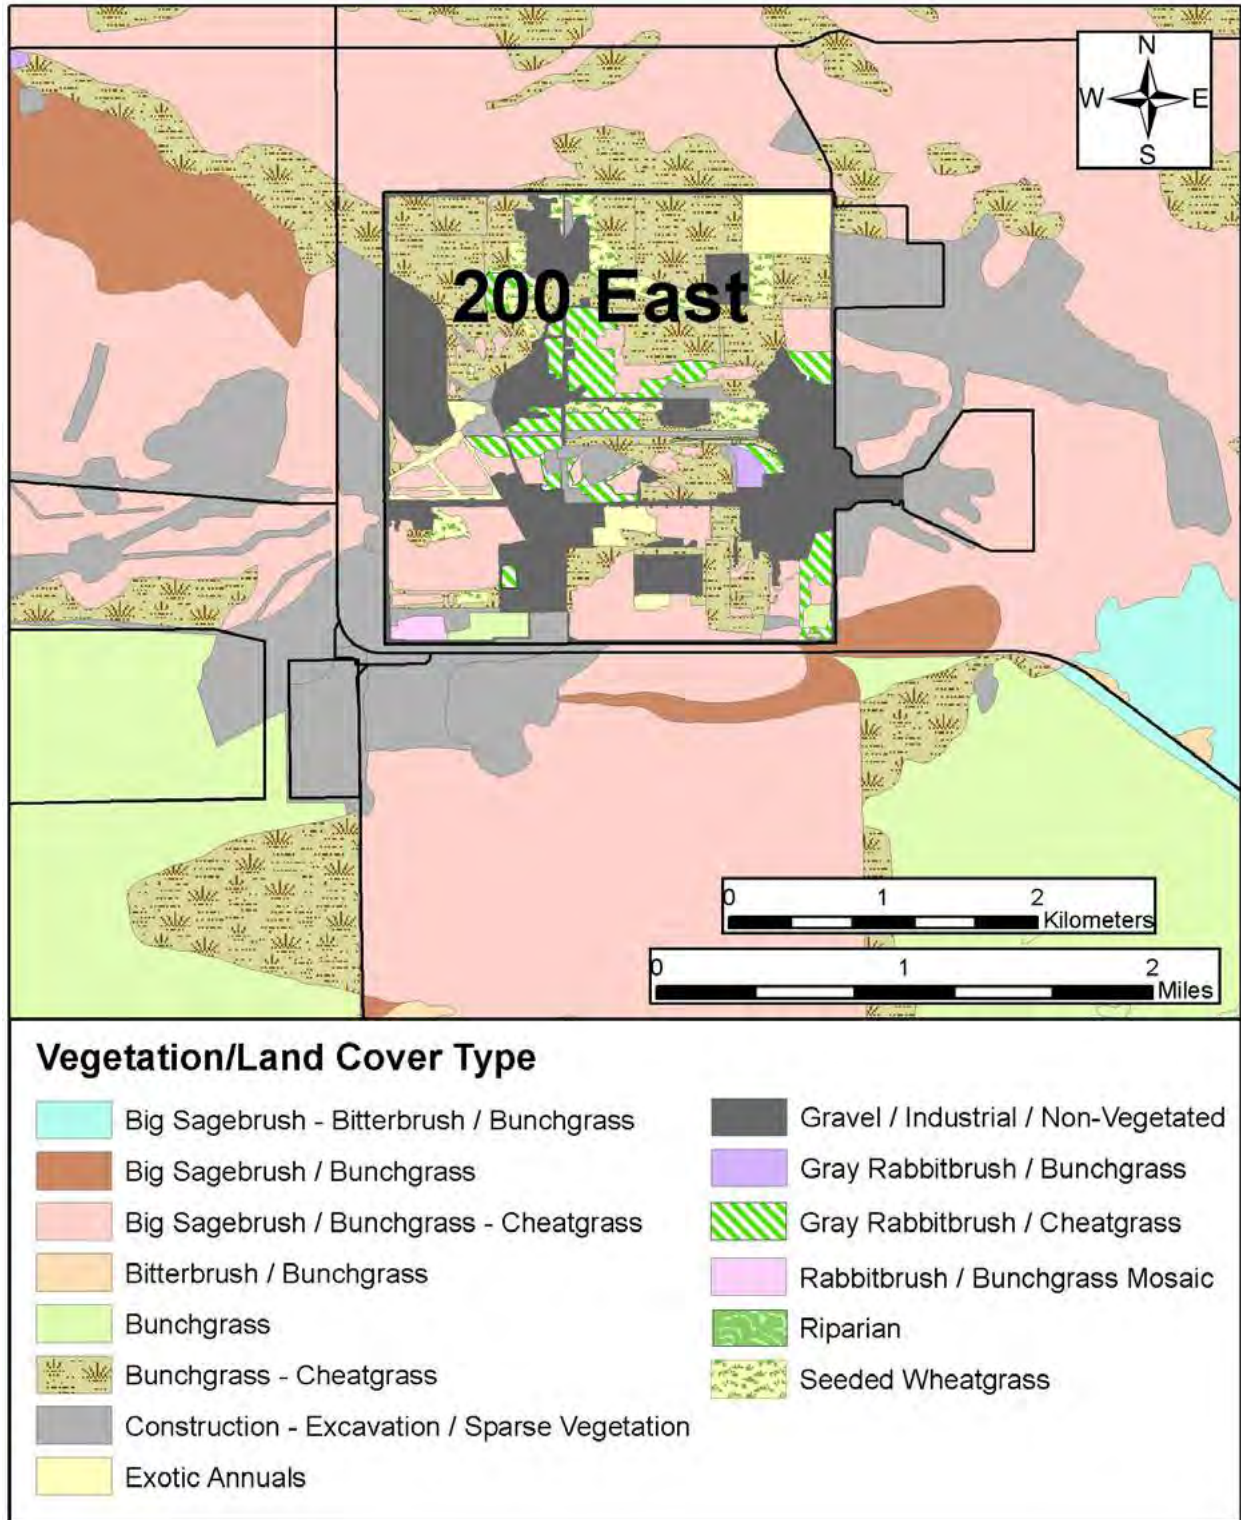 N
W E
S
200 East
0 1 2
Kilometers
0 1 2
Miles
Vegetation/Land Cover Type
Big Sagebrush - Bitterbrush / Bunchgrass
Big Sagebrush / Bunchgrass
Big Sagebrush / Bunchgrass - Cheatgrass
Bitterbrush / Bunchgrass
Bunchgrass
Bunchgrass - Cheatgrass
Construction - Excavation / Sparse Vegetation
Exotic Annuals
Gravel / Industrial / Non-Vegetated
Gray Rabbitbrush / Bunchgrass
Gray Rabbitbrush / Cheatgrass
Rabbitbrush / Bunchgrass Mosaic
Riparian
Seeded Wheatgrass